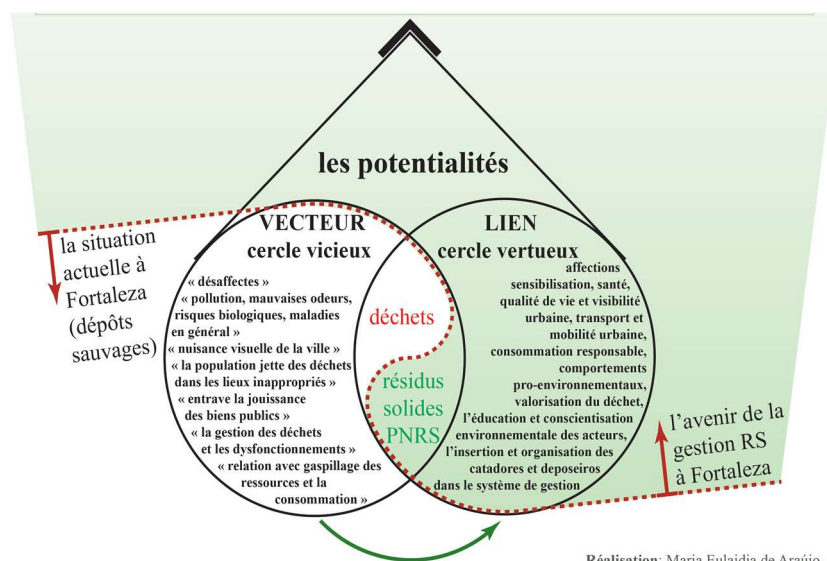 les potentialités
VECTEUR
cercle vicieux
LIEN
cercle vertueux
la situation
actuelle à
Fortaleza
(dépôts
sauvages)
« désaffectes »
« pollution, mauvaises odeurs,
risques biologiques, maladies
en général »
« nuisance visuelle de la ville »
« la population jette des déchets
dans les lieux inappropriés »
« entrave la jouissance
des biens publics »
« la gestion des déchets
et les dysfonctionnements »
« relation avec gaspillage des
ressources et la
consommation »
déchets
résidus
solides
PNRS
affections
sensibilisation, santé,
qualité de vie et visibilité
urbaine, transport et
mobilité urbaine,
consommation responsable,
comportements
pro-environnementaux,
valorisation du déchet,
l'éducation et conscientisation
environnementale des acteurs,
l'insertion et organisation des
catadores et deposeiros
dans le système de gestion
l'avenir de la
gestion RS
à Fortaleza
Réalisation: Maria Eulaidia de Araújo